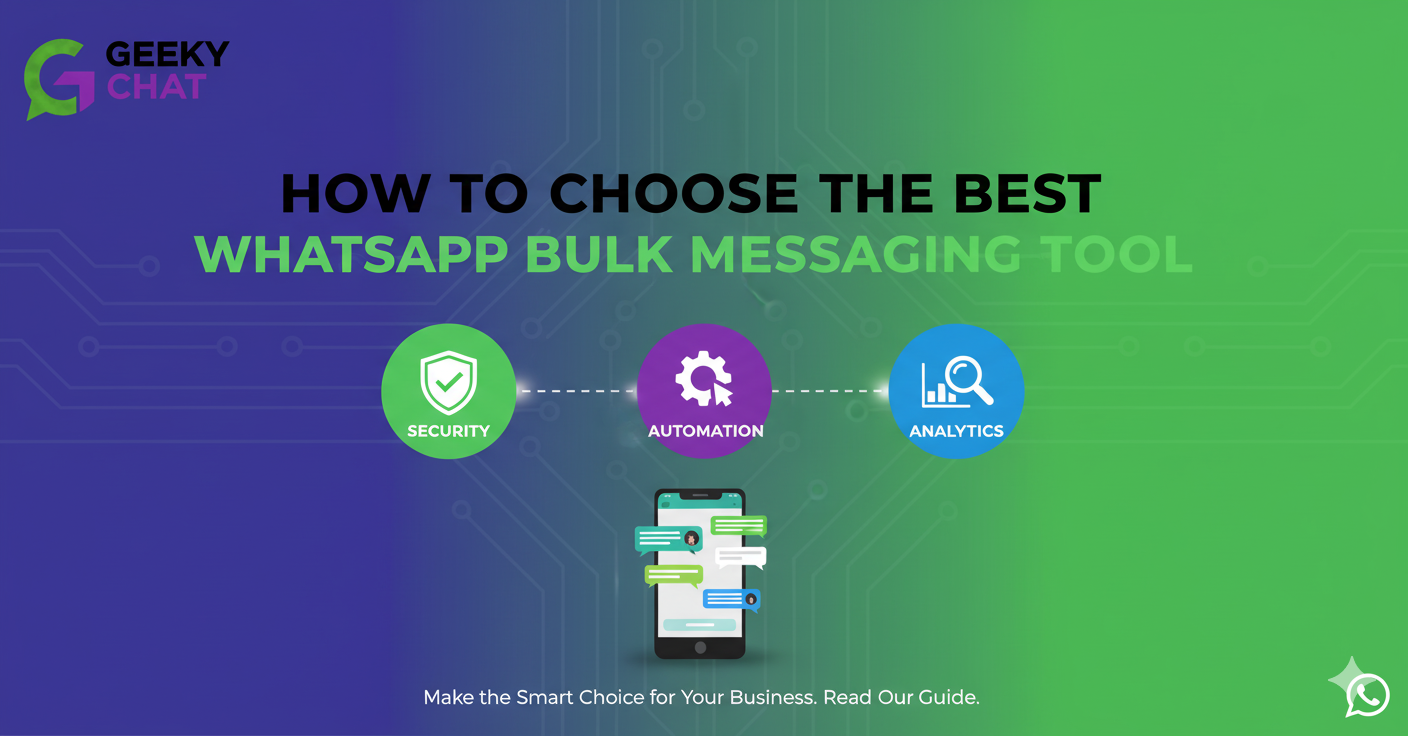 GEEKY
CHAT
HOW TO CHOOSE THE BEST
WHATSAPP BULK MESSAGING TOOL
SECURITY
AUTOMATION
ANALYTICS
Make the Smart Choice for Your Business. Read Our Guide.